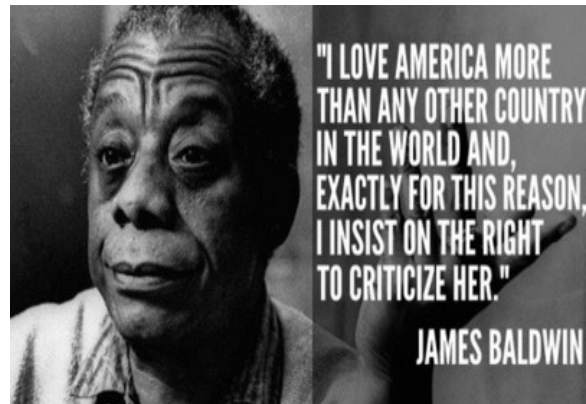 "I LOVE AMERICA MORE
THAN ANY OTHER COUNTRY
IN THE WORLD AND,
EXACTLY FOR THIS REASON,
I INSIST ON THE RIGHT
TO CRITICIZE HER."
JAMES BALDWIN